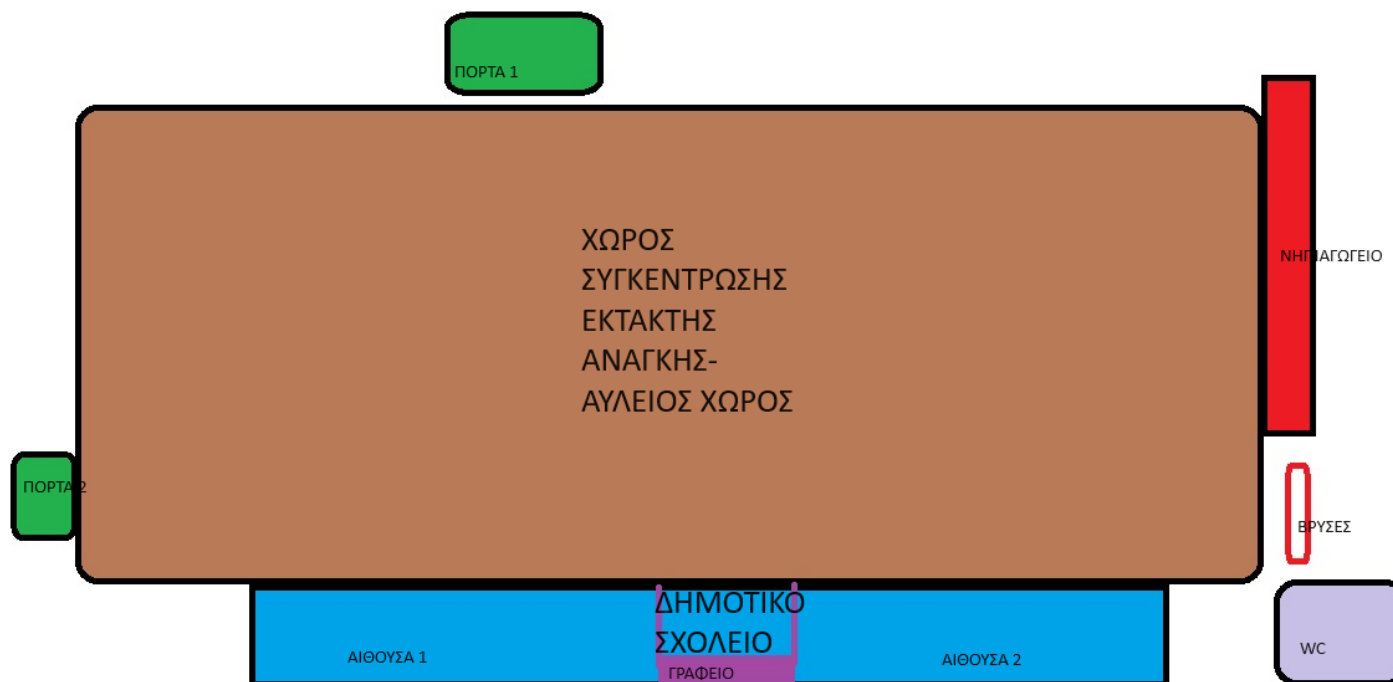 ΠΟΡΤΑ 1
ΧΩΡΟΣ
ΣΥΓΚΕΝΤΡΩΣΗΣ
ΕΚΤΑΚΤΗΣ
ΑΝΑΓΚΗΣ-
ΑΥΛΕΙΟΣ ΧΩΡΟΣ
ΝΗΠΙΑΓΩΓΕΙΟ
ΠΟΡΤΑ 2
ΒΡΥΣΕΣ
ΔΗΜΟΤΙΚΟ
ΣΧΟΛΕΙΟ
ΑΙΘΟΥΣΑ 1
ΑΙΘΟΥΣΑ 2
ΓΡΑΦΕΙΟ
WC